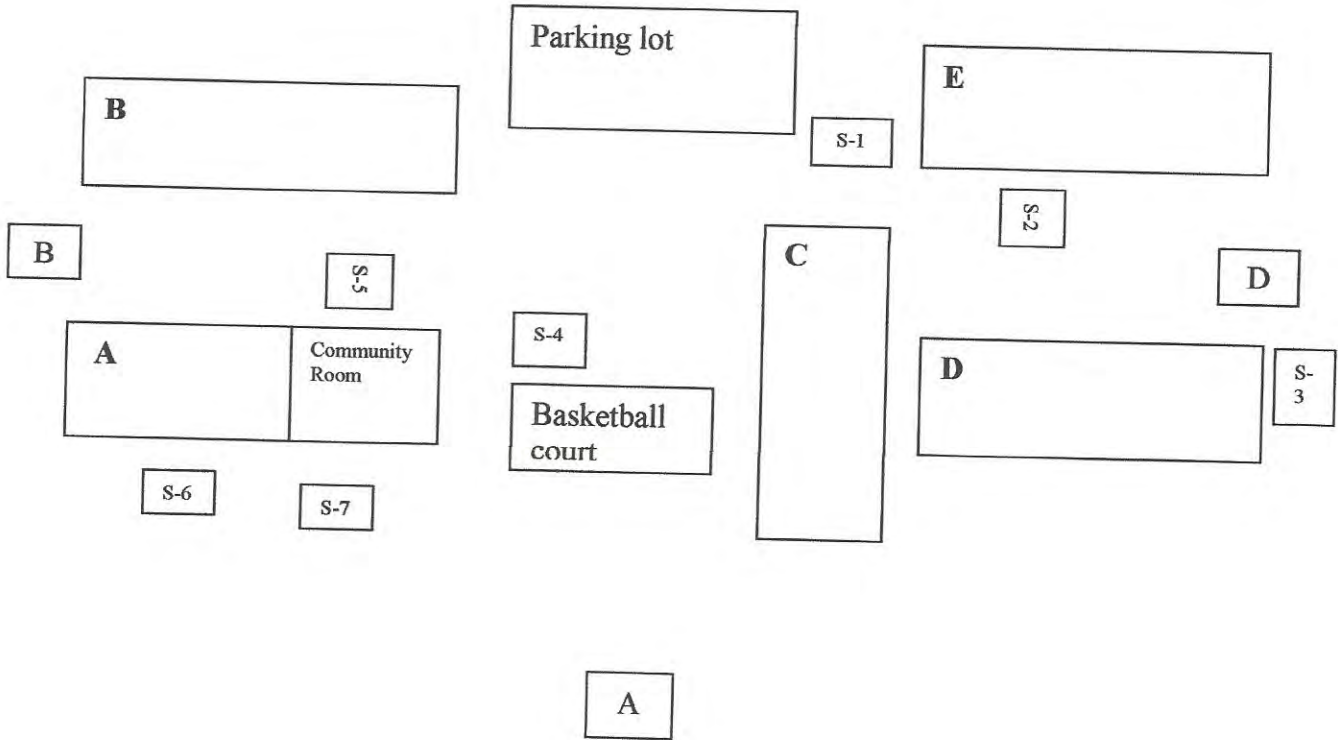 Parking lot
E
B
S-1
S-2
B
C
D
S-5
S-4
A
Community
Room
D
S-
3
Basketball
court
S-6
S-7
A